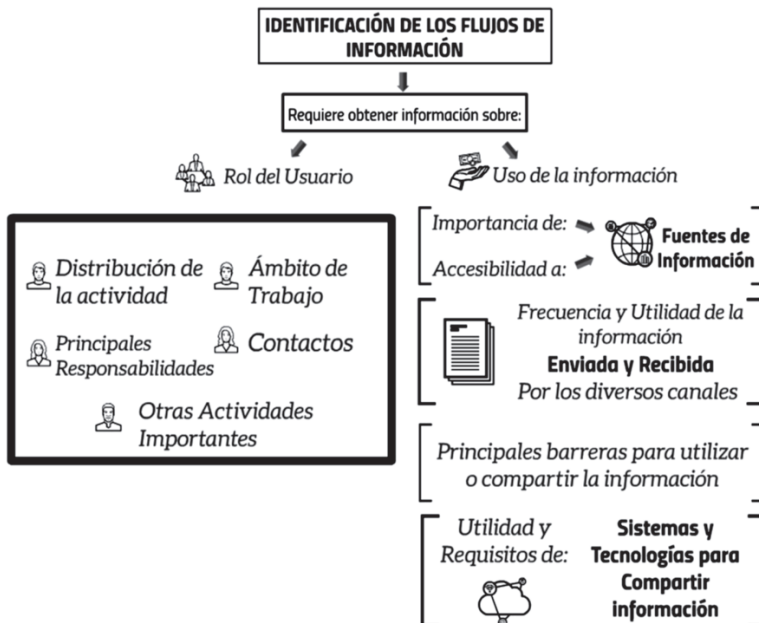 IDENTIFICACIÓN DE LOS FLUJOS DE
INFORMACIÓN
Requiere obtener información sobre:
Rol del Usuario
Distribución de
la actividad
Ámbito de
Trabajo
Principales
Responsabilidades
Contactos
Otras Actividades
Importantes
Uso de la información
Importancia de:
Accesibilidad a:
Fuentes de
Información
Frecuencia y Utilidad de la
información
Enviada y Recibida
Por los diversos canales
Principales barreras para utilizar
o compartir la información
Utilidad y
Requisitos de:
Sistemas y
Tecnologías para
Compartir
información